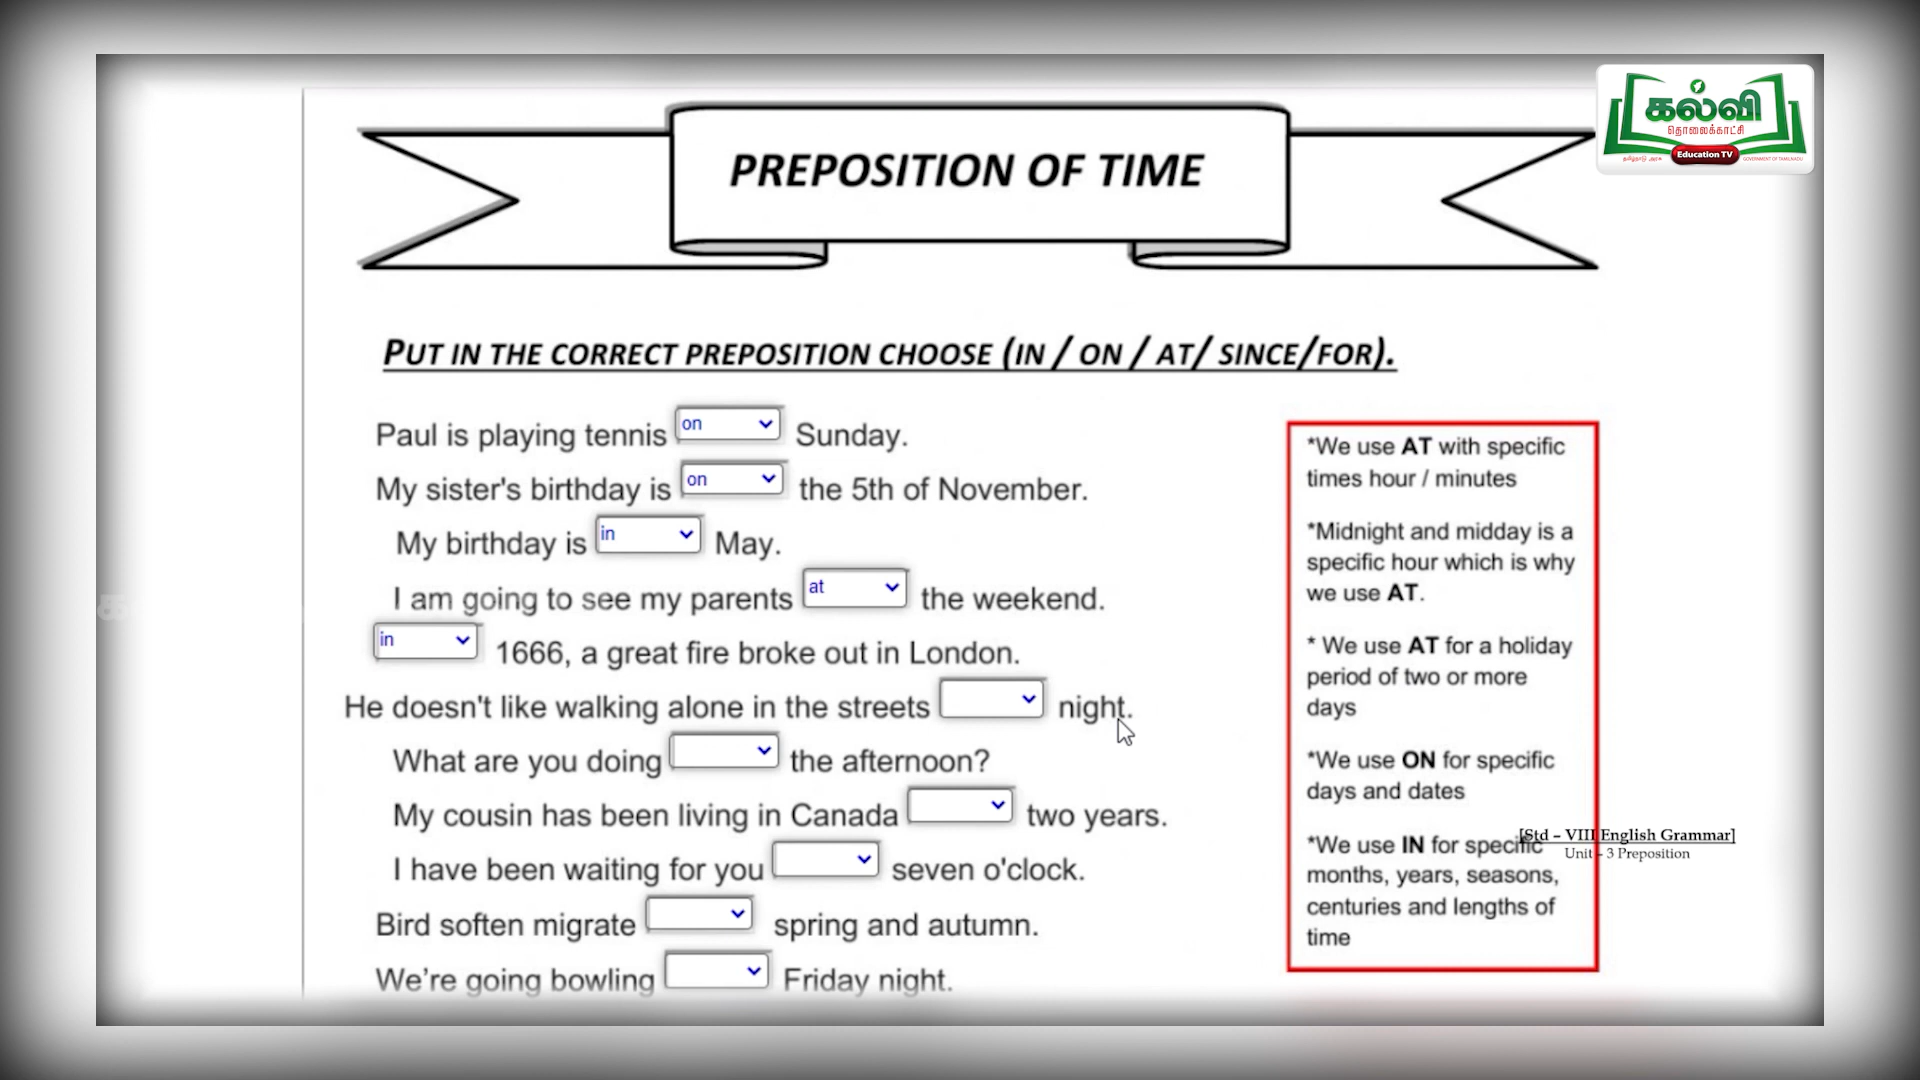 கல்வி
தொலைக்காட்சி
தமிழ்நாடு அரசு
Education TV
GOVERNMENT OF TAMILNADU
PREPOSITION OF TIME
PUT IN THE CORRECT PREPOSITION CHOOSE (IN / ON / AT/ SINCE/FOR).
Paul is playing tennis on Sunday.
My sister's birthday is on the 5th of November.
My birthday is in May.
I am going to see my parents at the weekend.
in 1666, a great fire broke out in London.
He doesn't like walking alone in the streets night.
What are you doing the afternoon?
My cousin has been living in Canada two years.
I have been waiting for you seven o'clock.
Bird soften migrate spring and autumn.
We're going bowling Friday night.
*We use AT with specific
times hour / minutes
*Midnight and midday is a
specific hour which is why
we use AT.
* We use AT for a holiday
period of two or more
days
*We use ON for specific
days and dates
*We use IN for specific
months, years, seasons,
centuries and lengths of
time
[Std – VIII English Grammar]
Unit – 3 Preposition